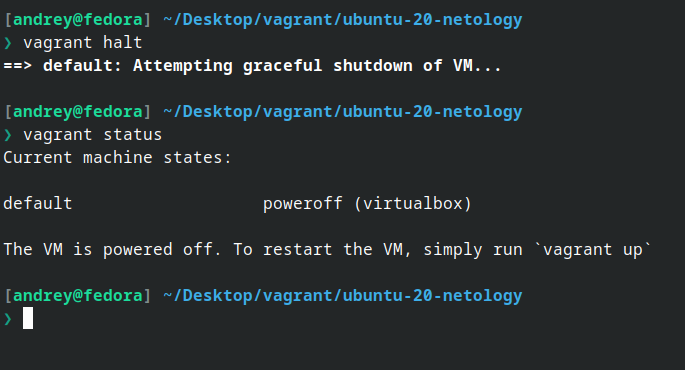 [andrey@fedora] ~/Desktop/vagrant/ubuntu-20-netology
❯ vagrant halt
==> default: Attempting graceful shutdown of VM...
[andrey@fedora] ~/Desktop/vagrant/ubuntu-20-netology
❯ vagrant status
Current machine states:
default                   poweroff (virtualbox)
The VM is powered off. To restart the VM, simply run `vagrant up`
[andrey@fedora] ~/Desktop/vagrant/ubuntu-20-netology
❯